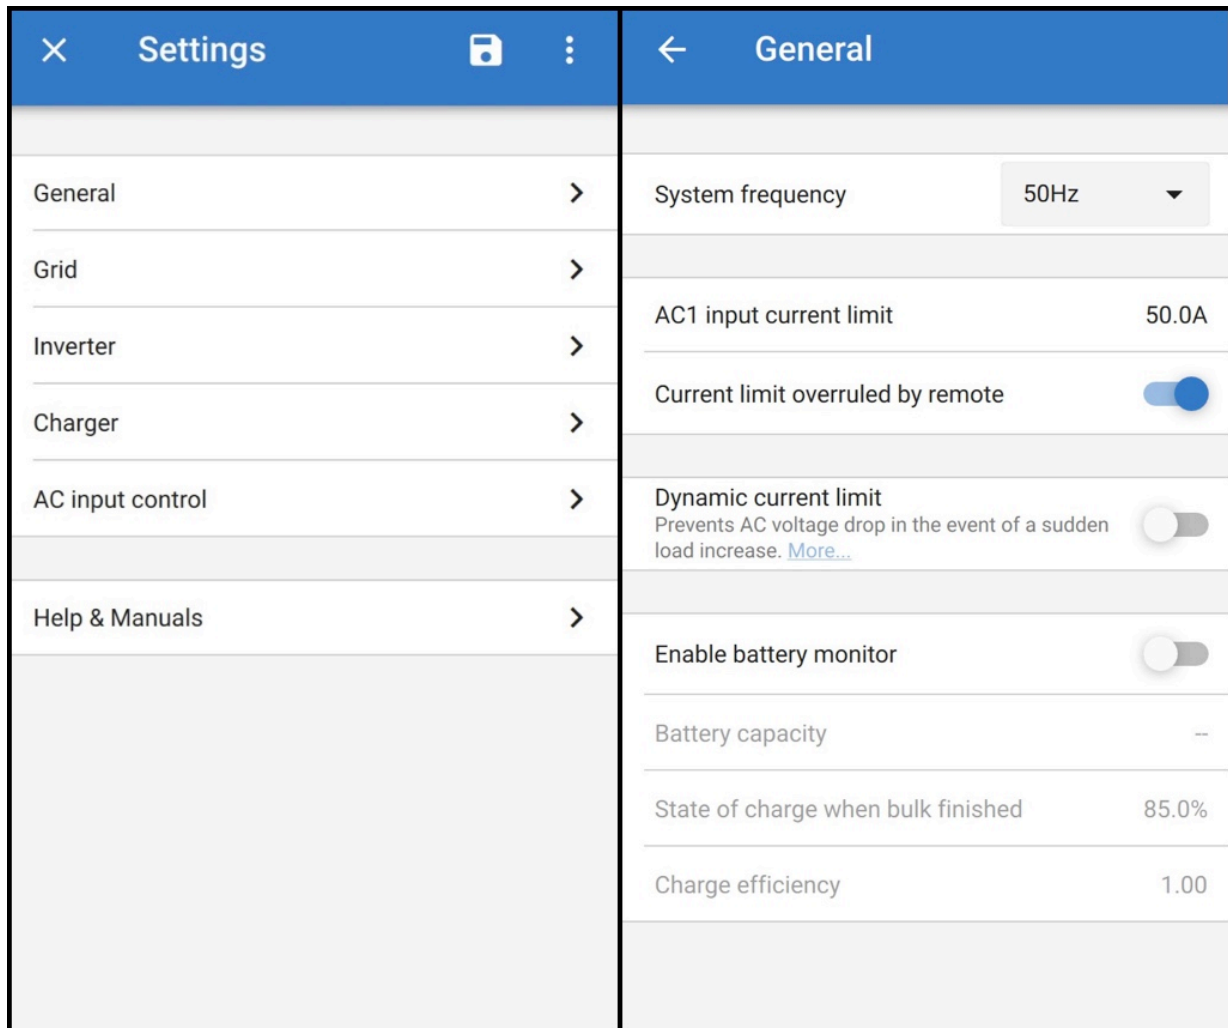 Settings
General
Grid
Inverter
Charger
AC input control
Help & Manuals
General
System frequency 50Hz
AC1 input current limit 50.0A
Current limit overruled by remote
Dynamic current limit
Prevents AC voltage drop in the event of a sudden
load increase. More...
Enable battery monitor
Battery capacity --
State of charge when bulk finished 85.0%
Charge efficiency 1.00